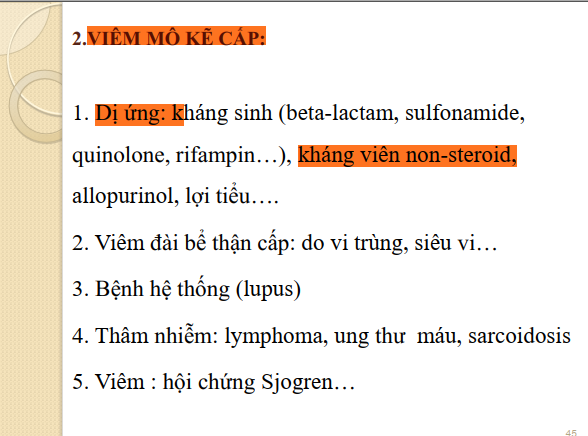 2.VIÊM MÔ KẼ CẤP:
1. Dị ứng: kháng sinh (beta-lactam, sulfonamide,
quinolone, rifampin…), kháng viên non-steroid,
allopurinol, lợi tiểu….
2. Viêm đài bể thận cấp: do vi trùng, siêu vi…
3. Bệnh hệ thống (lupus)
4. Thâm nhiễm: lymphoma, ung thư máu, sarcoidosis
5. Viêm : hội chứng Sjogren…
45